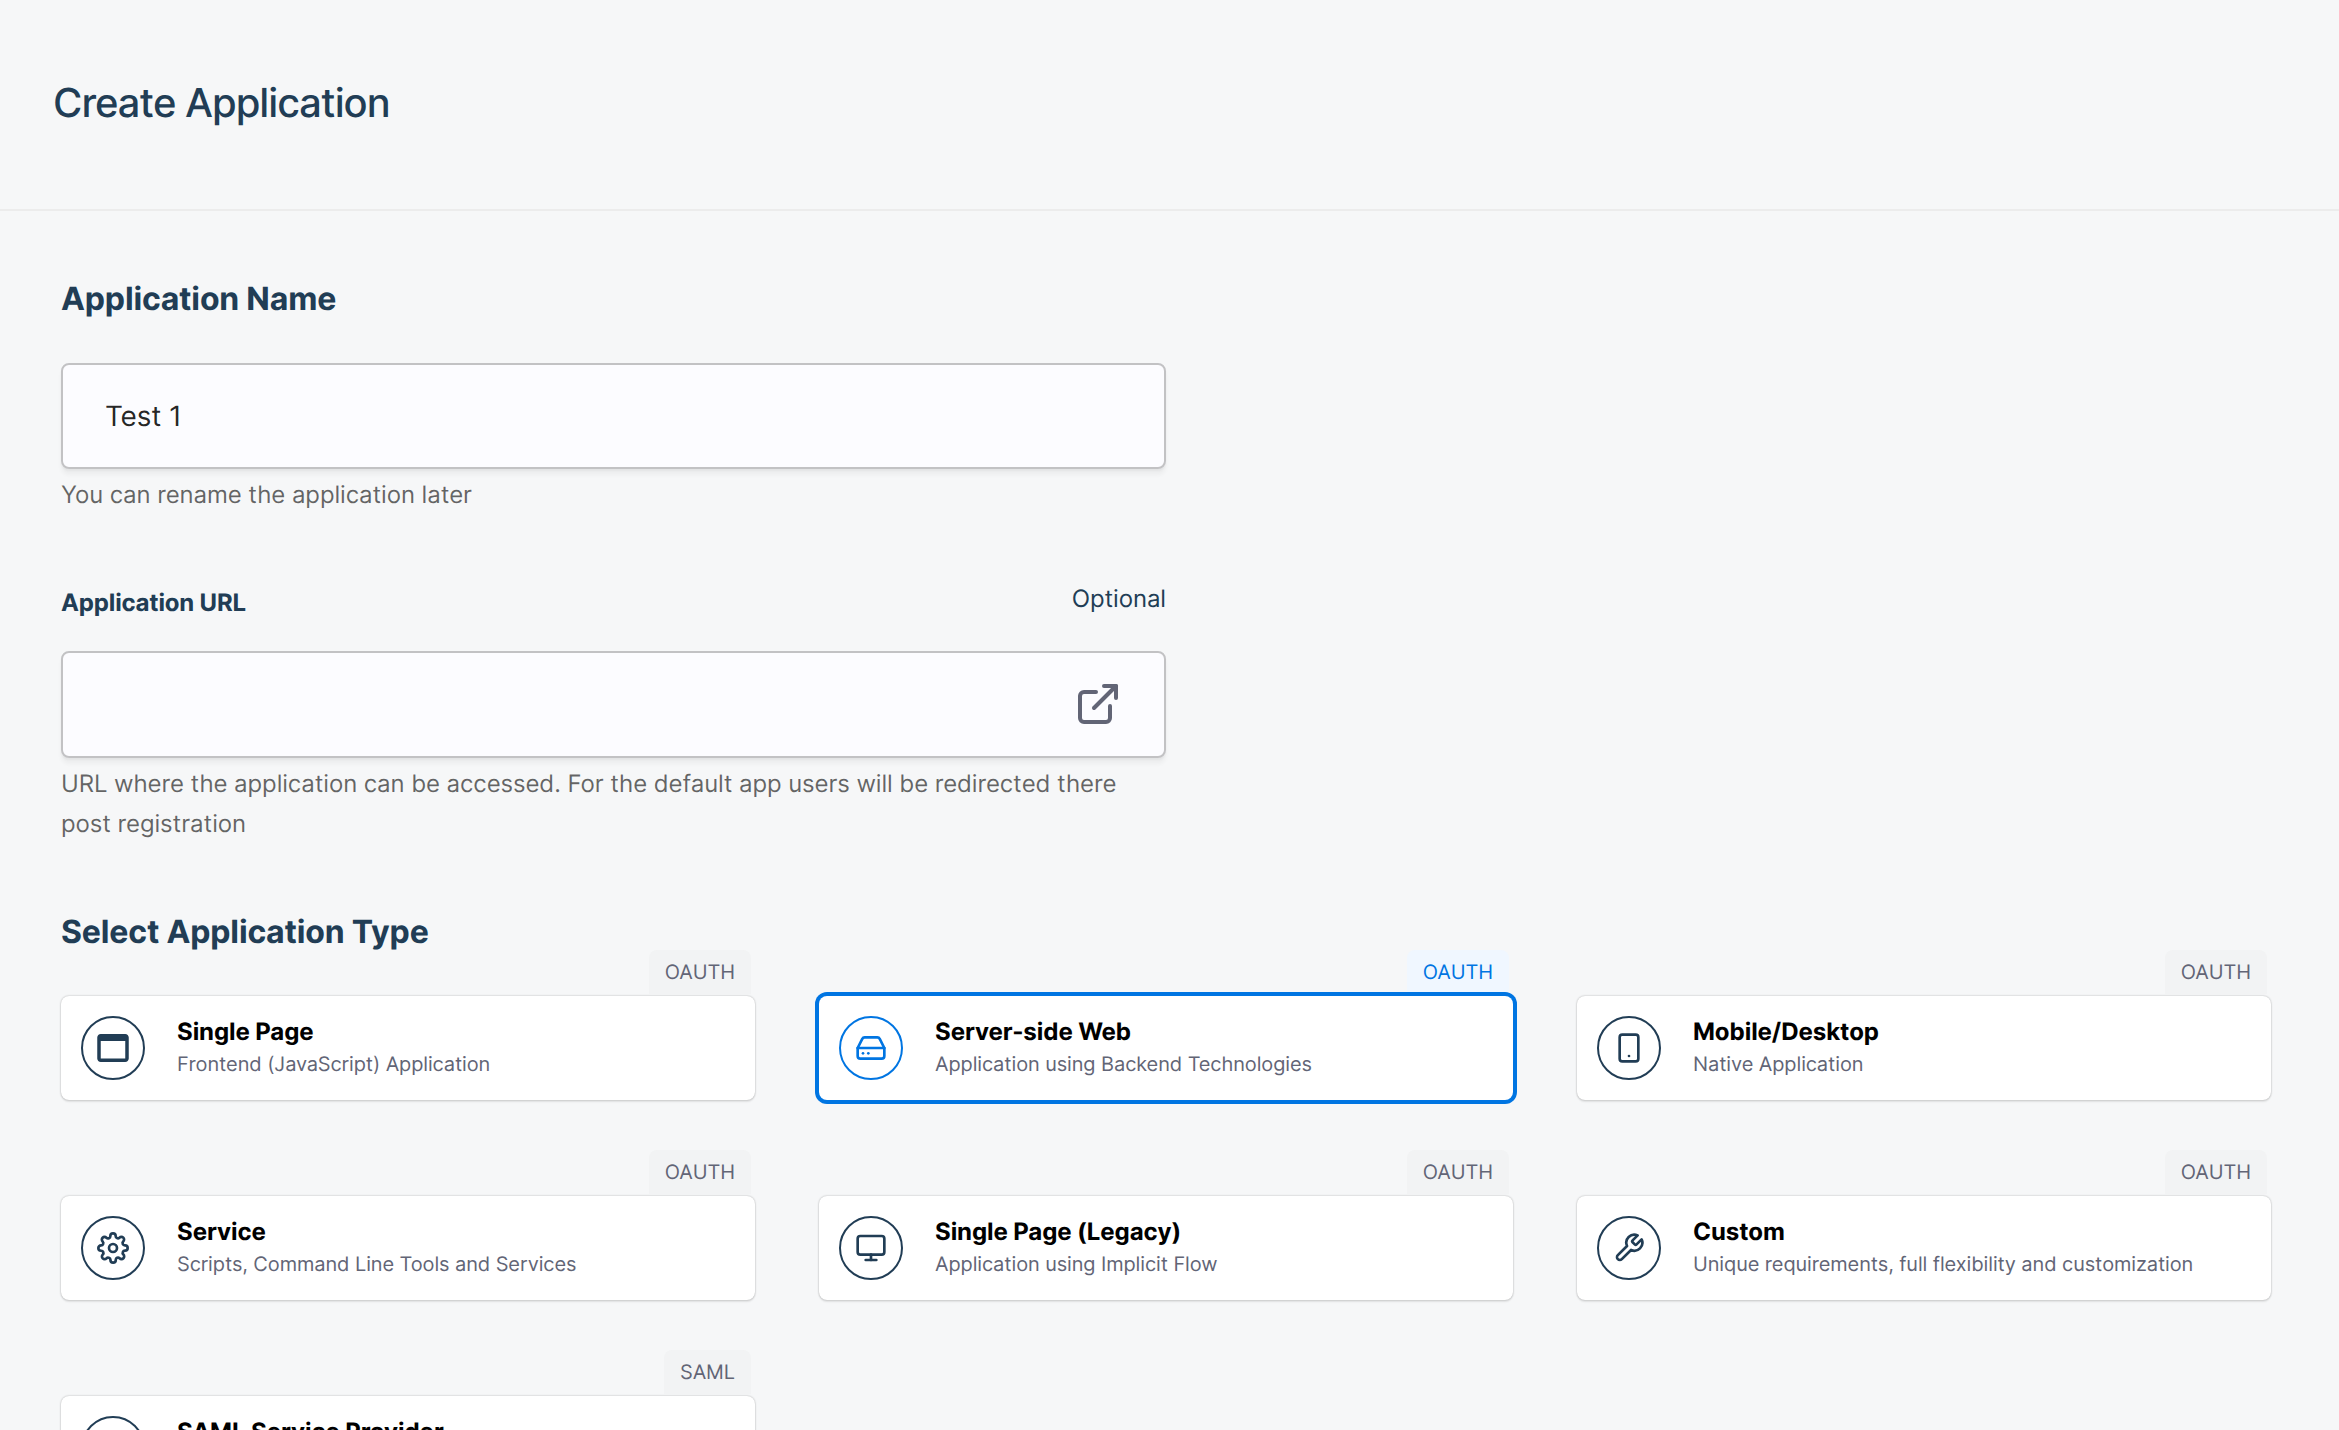 Create Application
Application Name
Test 1
You can rename the application later
Application URL
Optional
URL where the application can be accessed. For the default app users will be redirected there
post registration
Select Application Type
OAUTH
Single Page
Frontend (JavaScript) Application
OAUTH
Server-side Web
Application using Backend Technologies
OAUTH
Mobile/Desktop
Native Application
OAUTH
Service
Scripts, Command Line Tools and Services
OAUTH
Single Page (Legacy)
Application using Implicit Flow
OAUTH
Custom
Unique requirements, full flexibility and customization
SAML
SAML Service Provider